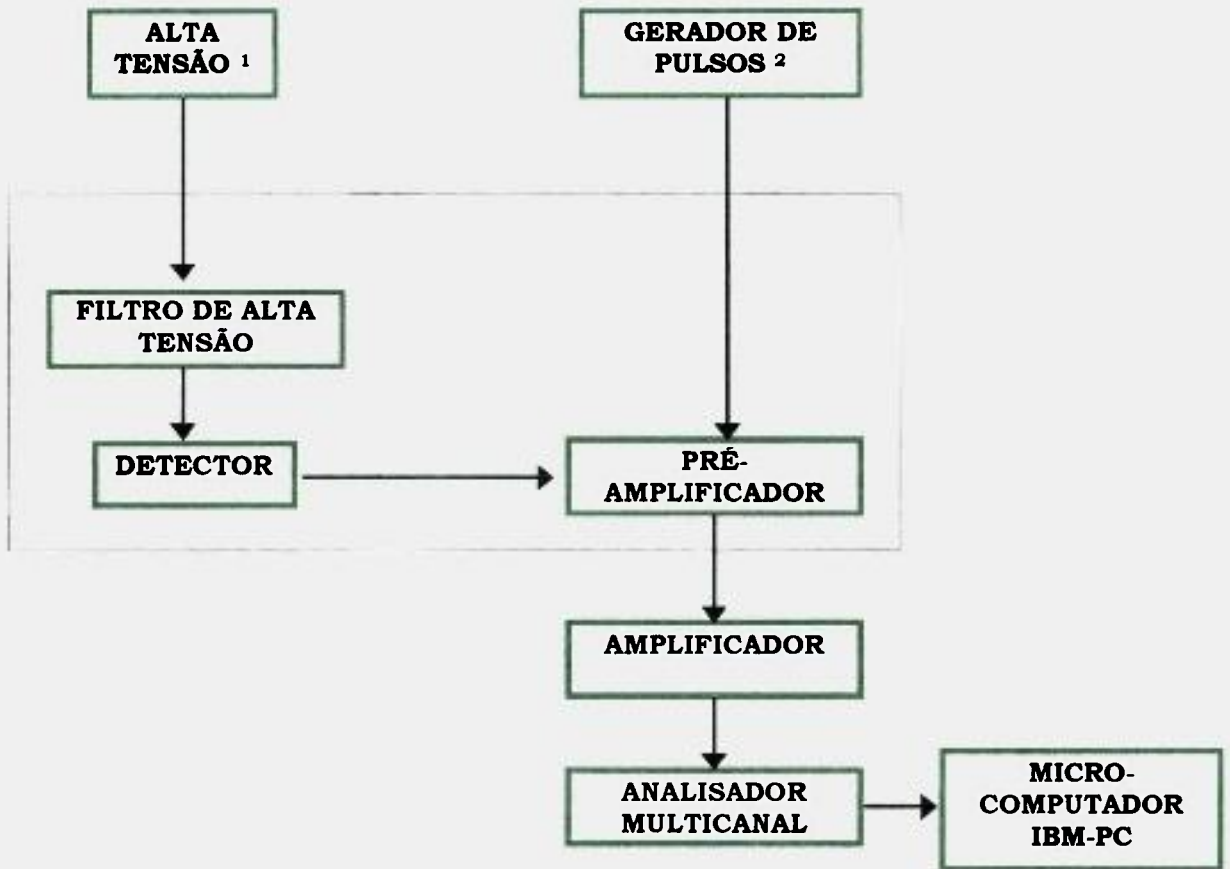 ALTA
TENSÃO ¹
GERADOR DE
PULSOS ²
FILTRO DE ALTA
TENSÃO
DETECTOR
PRÉ-
AMPLIFICADOR
AMPLIFICADOR
ANALISADOR
MULTICANAL
MICRO-
COMPUTADOR
IBM-PC